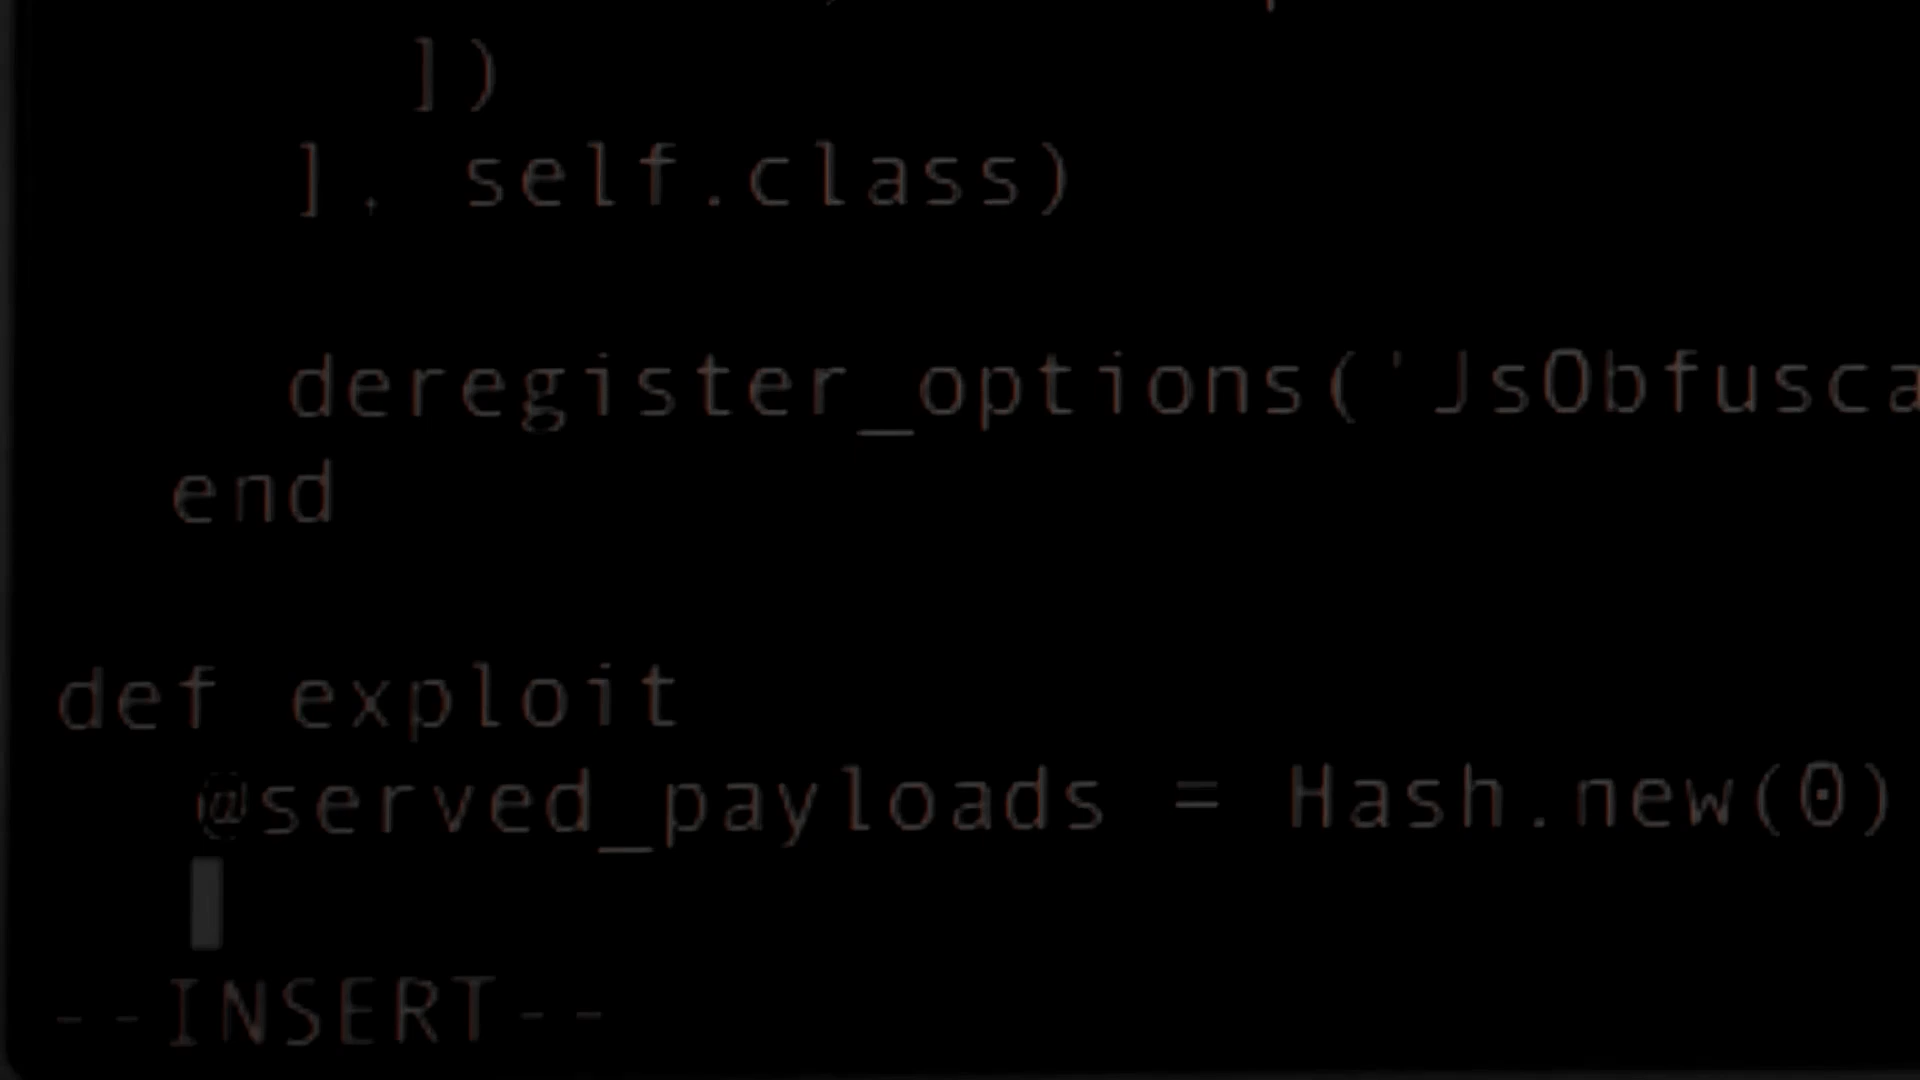 ])
], self.class)
deregister_options('JsObfusca
end
def exploit
@served_payloads = Hash.new(0)
--INSERT--